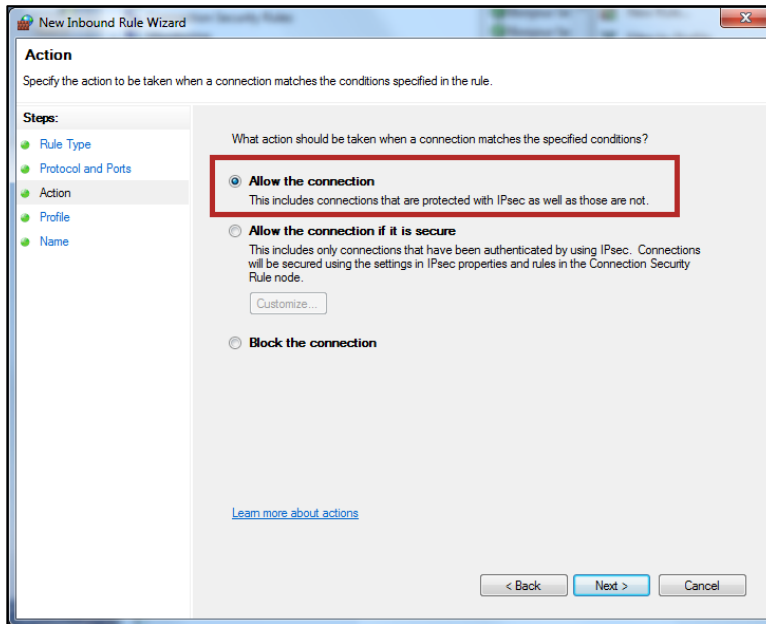 New Inbound Rule Wizard
Action
Specify the action to be taken when a connection matches the conditions specified in the rule.
Steps:
Rule Type
Protocol and Ports
Action
Profile
Name
What action should be taken when a connection matches the specified conditions?
Allow the connection
This includes connections that are protected with IPsec as well as those are not.
Allow the connection if it is secure
This includes only connections that have been authenticated by using IPsec. Connections
will be secured using the settings in IPsec properties and rules in the Connection Security
Rule node.
Customize...
Block the connection
Learn more about actions
< Back
Next >
Cancel